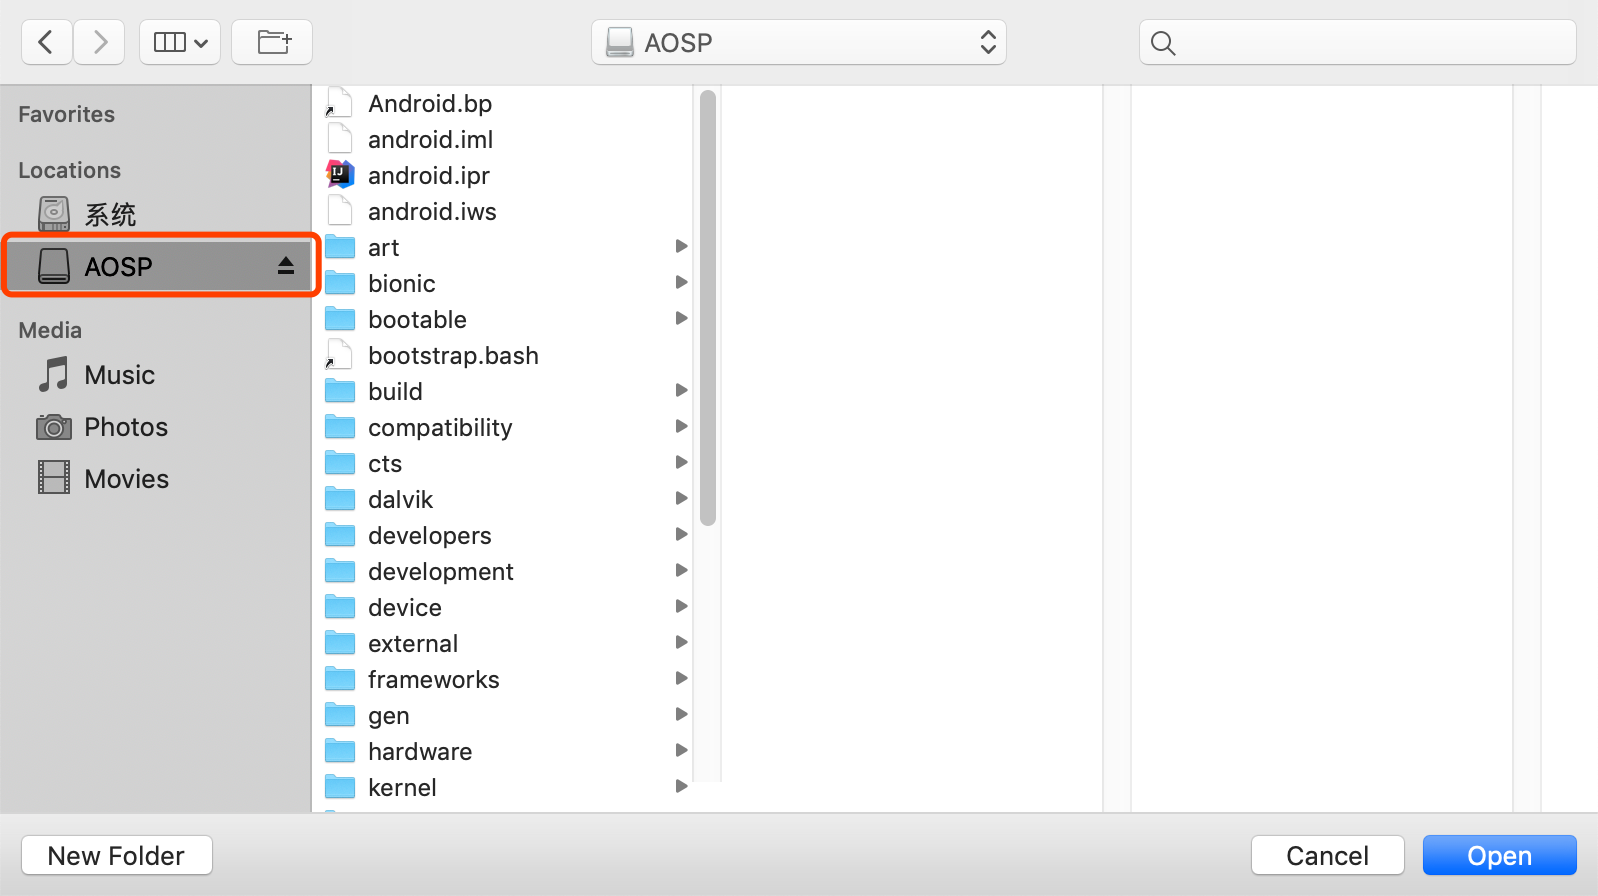 AOSP
Favorites
Locations
系统
AOSP
Media
Music
Photos
Movies
Android.bp
android.iml
IJ
android.ipr
android.iws
art
bionic
bootable
bootstrap.bash
build
compatibility
cts
dalvik
developers
development
device
external
frameworks
gen
hardware
kernel
New Folder
Cancel
Open